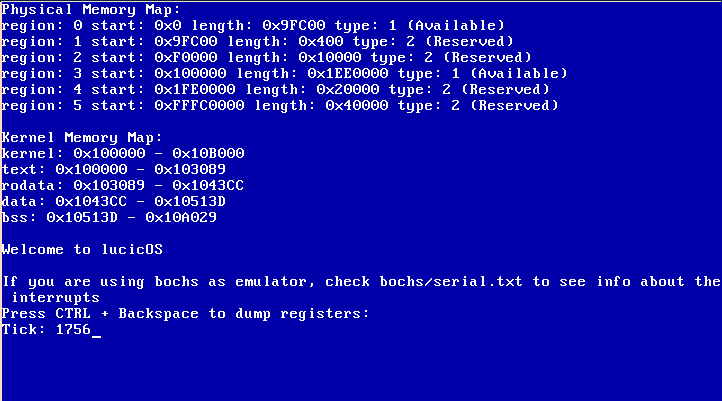 Physical Memory Map:
region: 0 start: 0x0 length: 0x9FC00 type: 1 (Available)
region: 1 start: 0x9FC00 length: 0x400 type: 2 (Reserved)
region: 2 start: 0xF0000 length: 0x10000 type: 2 (Reserved)
region: 3 start: 0x100000 length: 0x1EE0000 type: 1 (Available)
region: 4 start: 0x1FE0000 length: 0x20000 type: 2 (Reserved)
region: 5 start: 0xFFFC0000 length: 0x40000 type: 2 (Reserved)
Kernel Memory Map:
kernel: 0x100000 - 0x10B000
text: 0x100000 - 0x103089
rodata: 0x103089 - 0x1043CC
data: 0x1043CC - 0x10513D
bss: 0x10513D - 0x10A029
Welcome to lucicOS
If you are using bochs as emulator, check bochs/serial.txt to see info about the
interrupts
Press CTRL + Backspace to dump registers:
Tick: 1756_